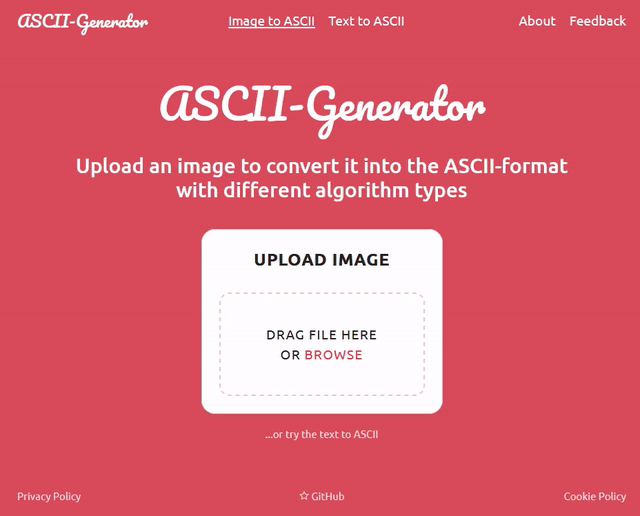 ASCII-Generator
Image to ASCII
Text to ASCII
About
Feedback
ASCII-Generator
Upload an image to convert it into the ASCII-format
with different algorithm types
UPLOAD IMAGE
DRAG FILE HERE
OR BROWSE
...or try the text to ASCII
Privacy Policy
GitHub
Cookie Policy